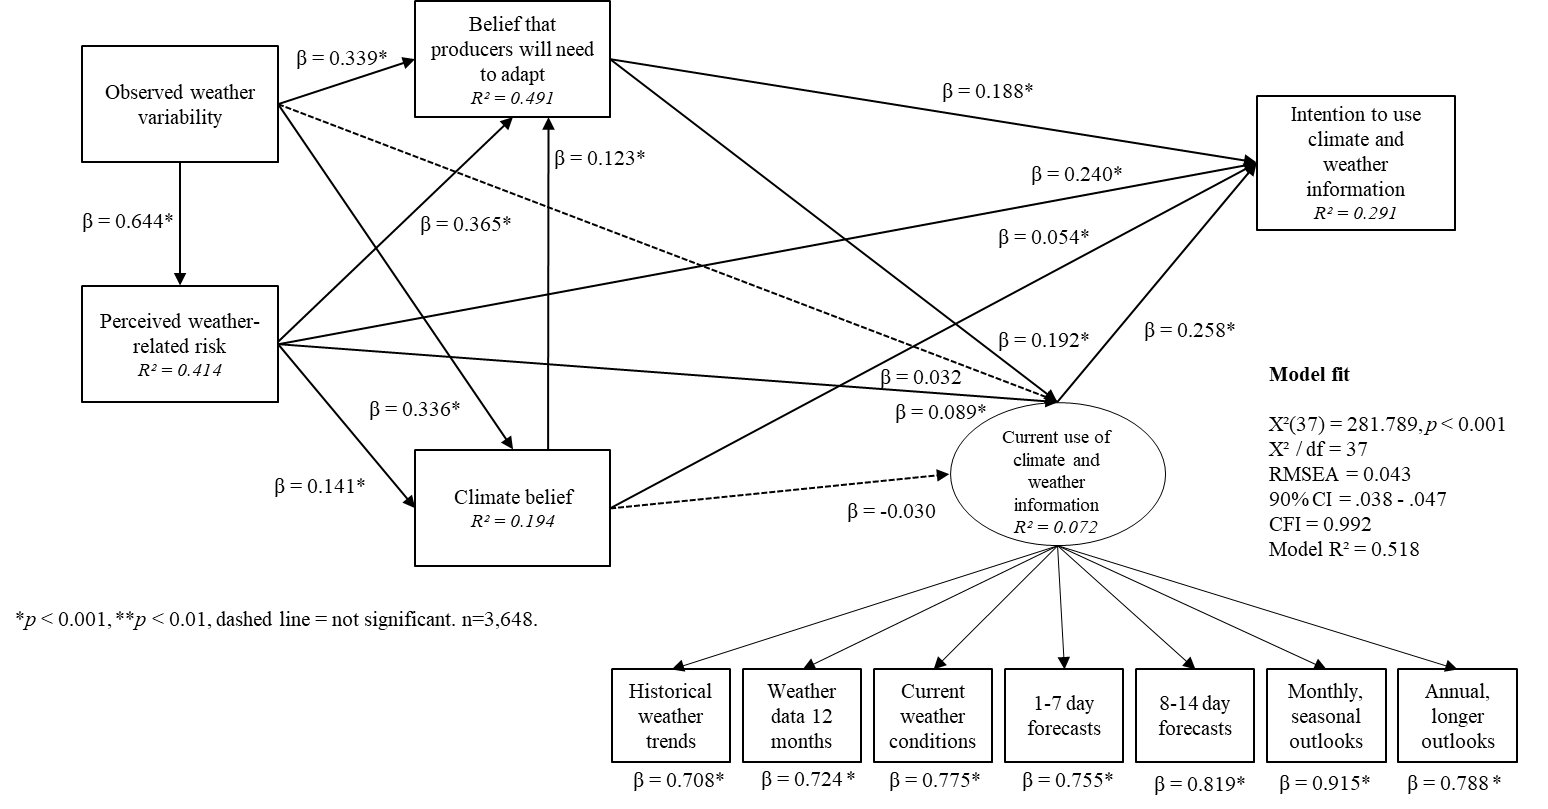 Belief that
producers will need
to adapt
R² = 0.491
β = 0.339*
Observed weather
variability
β = 0.188*
Intention to use
climate and
weather
information
R² = 0.291
β = 0.123*
β = 0.240*
β = 0.644*
β = 0.365*
β = 0.054*
Perceived weather-
related risk
R² = 0.414
β = 0.192*
β = 0.258*
β = 0.032
β = 0.336*
β = 0.089*
Model fit
X²(37) = 281.789, p < 0.001
X² / df = 37
RMSEA = 0.043
90% CI = .038 - .047
CFI = 0.992
Model R² = 0.518
Current use of
climate and
weather
information
R² = 0.072
β = 0.141*
Climate belief
R² = 0.194
β = -0.030
*p < 0.001, **p < 0.01, dashed line = not significant. n=3,648.
Historical
weather
trends
Weather
data 12
months
Current
weather
conditions
1-7 day
forecasts
8-14 day
forecasts
Monthly,
seasonal
outlooks
Annual,
longer
outlooks
β = 0.708*
β = 0.724 *
β = 0.775*
β = 0.755*
β = 0.819*
β = 0.915*
β = 0.788 *